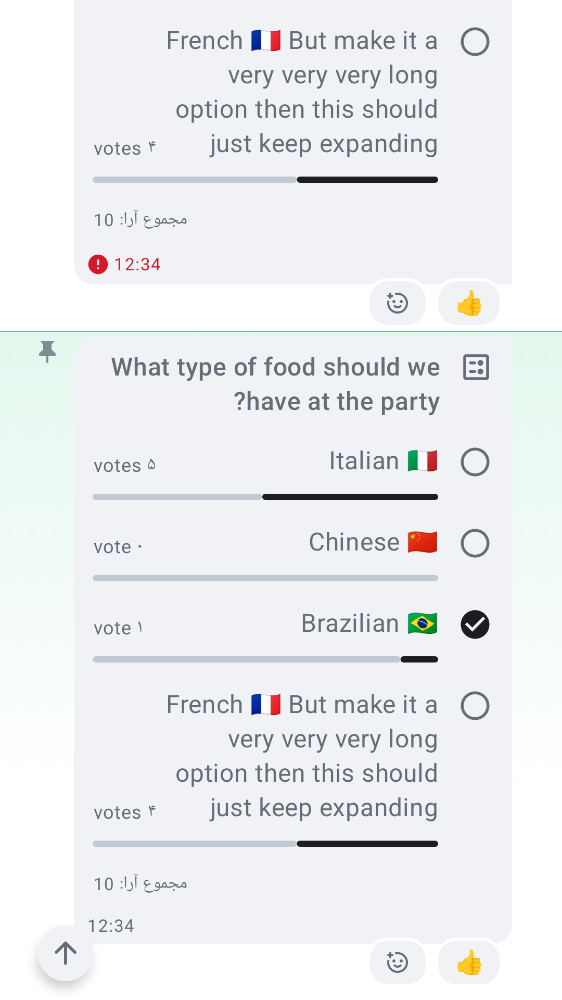 French 🇫🇷 But make it a
very very very long
option then this should
just keep expanding
۴ votes
مجموع آرا: 10
12:34
What type of food should we
have at the party?
Italian 🇮🇹
۵ votes
Chinese 🇨🇳
۰ vote
Brazilian 🇧🇷
۱ vote
French 🇫🇷 But make it a
very very very long
option then this should
just keep expanding
۴ votes
مجموع آرا: 10
12:34